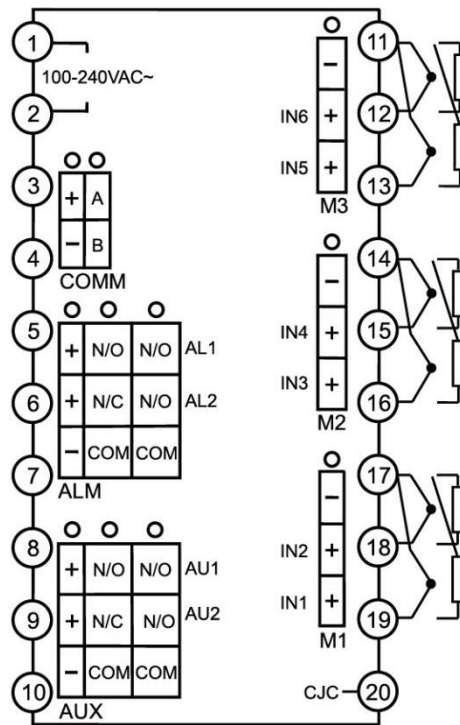 1
100-240VAC~
2
3
+ A
4
- B
COMM
5
+ N/O N/O AL1
6
+ N/C N/O AL2
- COM COM
7
ALM
8
+ N/O N/O AU1
9
+ N/C N/O AU2
- COM COM
10
AUX
11
-
12
IN6 +
IN5 +
13
M3
14
-
15
IN4 +
IN3 +
16
M2
17
-
18
IN2 +
IN1 +
19
M1
CJC 20